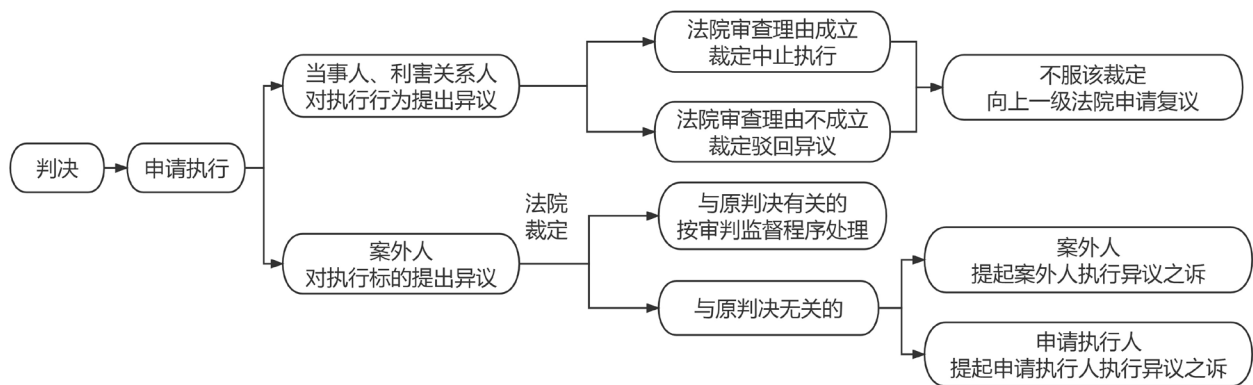 判决
申请执行
当事人、利害关系人
对执行行为提出异议
法院审查理由成立
裁定中止执行
法院审查理由不成立
裁定驳回异议
不服该裁定
向上一级法院申请复议
案外人
对执行标的提出异议
法院
裁定
与原判决有关的
按审判监督程序处理
与原判决无关的
案外人
提起案外人执行异议之诉
申请执行人
提起申请执行人执行异议之诉